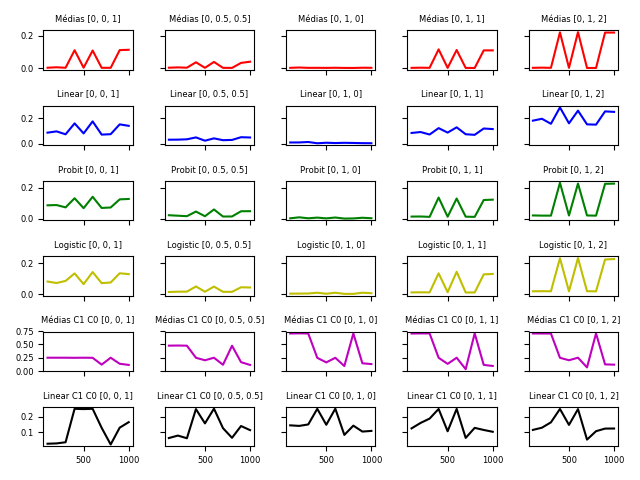 Médias [0, 0, 1] Médias [0, 0.5, 0.5] Médias [0, 1, 0] Médias [0, 1, 1] Médias [0, 1, 2]
0.2
0.0
Linear [0, 0, 1] Linear [0, 0.5, 0.5] Linear [0, 1, 0] Linear [0, 1, 1] Linear [0, 1, 2]
0.1
0.0
Probit [0, 0, 1] Probit [0, 0.5, 0.5] Probit [0, 1, 0] Probit [0, 1, 1] Probit [0, 1, 2]
0.2
0.0
Logistic [0, 0, 1] Logistic [0, 0.5, 0.5] Logistic [0, 1, 0] Logistic [0, 1, 1] Logistic [0, 1, 2]
0.2
0.0
Médias C1 C0 [0, 0, 1] Médias C1 C0 [0, 0.5, 0.5] Médias C1 C0 [0, 1, 0] Médias C1 C0 [0, 1, 1] Médias C1 C0 [0, 1, 2]
0.75
0.50
0.25
0.00
Linear C1 C0 [0, 0, 1] Linear C1 C0 [0, 0.5, 0.5] Linear C1 C0 [0, 1, 0] Linear C1 C0 [0, 1, 1] Linear C1 C0 [0, 1, 2]
0.2
0.1
500 1000 500 1000 500 1000 500 1000 500 1000